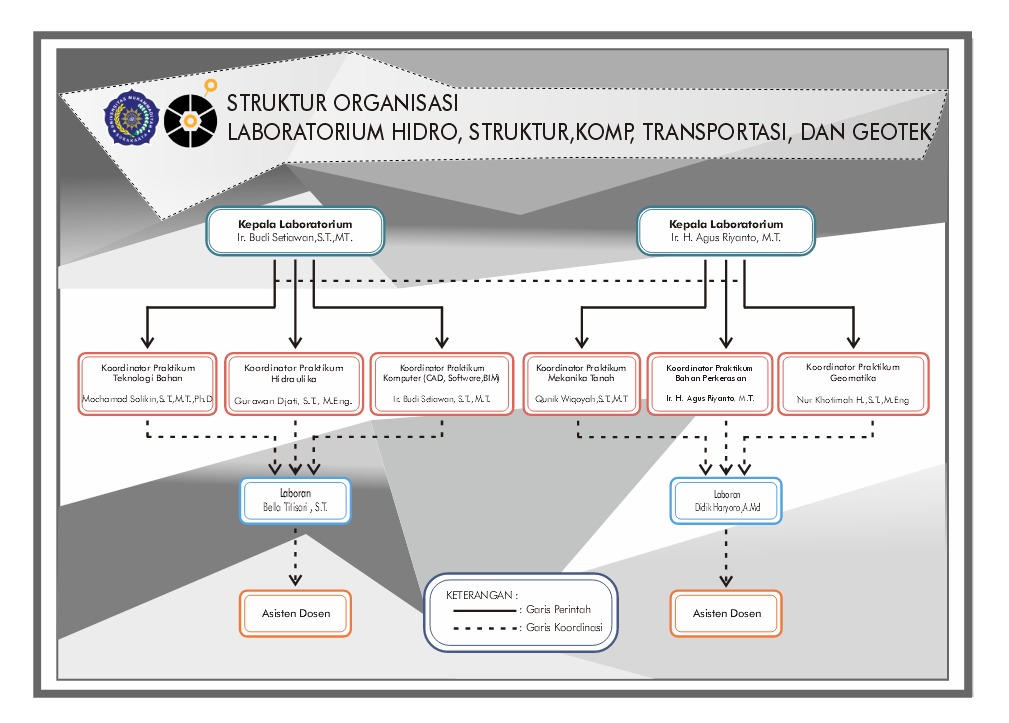 STRUKTUR ORGANISASI
LABORATORIUM HIDRO, STRUKTUR,KOMP, TRANSPORTASI, DAN GEOTEK
Kepala Laboratorium
Ir. Budi Setiawan,S.T.,MT.
Kepala Laboratorium
Ir. H. Agus Riyanto, M.T.
Koordinator Praktikum
Teknologi Bahan
Mochamad Solikin,S.T.,M.T.,Ph.D
Koordinator Praktikum
Hidraulika
Gurawan Djati, S.T., M.Eng.
Koordinator Praktikum
Komputer (CAD, Software,BIM)
Ir. Budi Setiawan, S.T., M.T.
Koordinator Praktikum
Mekanika Tanah
Qunik Wiqoyah,S.T.,M.T
Koordinator Praktikum
Bahan Perkerasan
Ir. H. Agus Riyanto, M.T.
Koordinator Praktikum
Geomatika
Nur Khotimah H.,S.T.,M.Eng
Laboran
Bella Titisari , S.T.
Laboran
Didik Haryoro,A.Md
Asisten Dosen
Asisten Dosen
KETERANGAN :
: Garis Perintah
: Garis Koordinasi